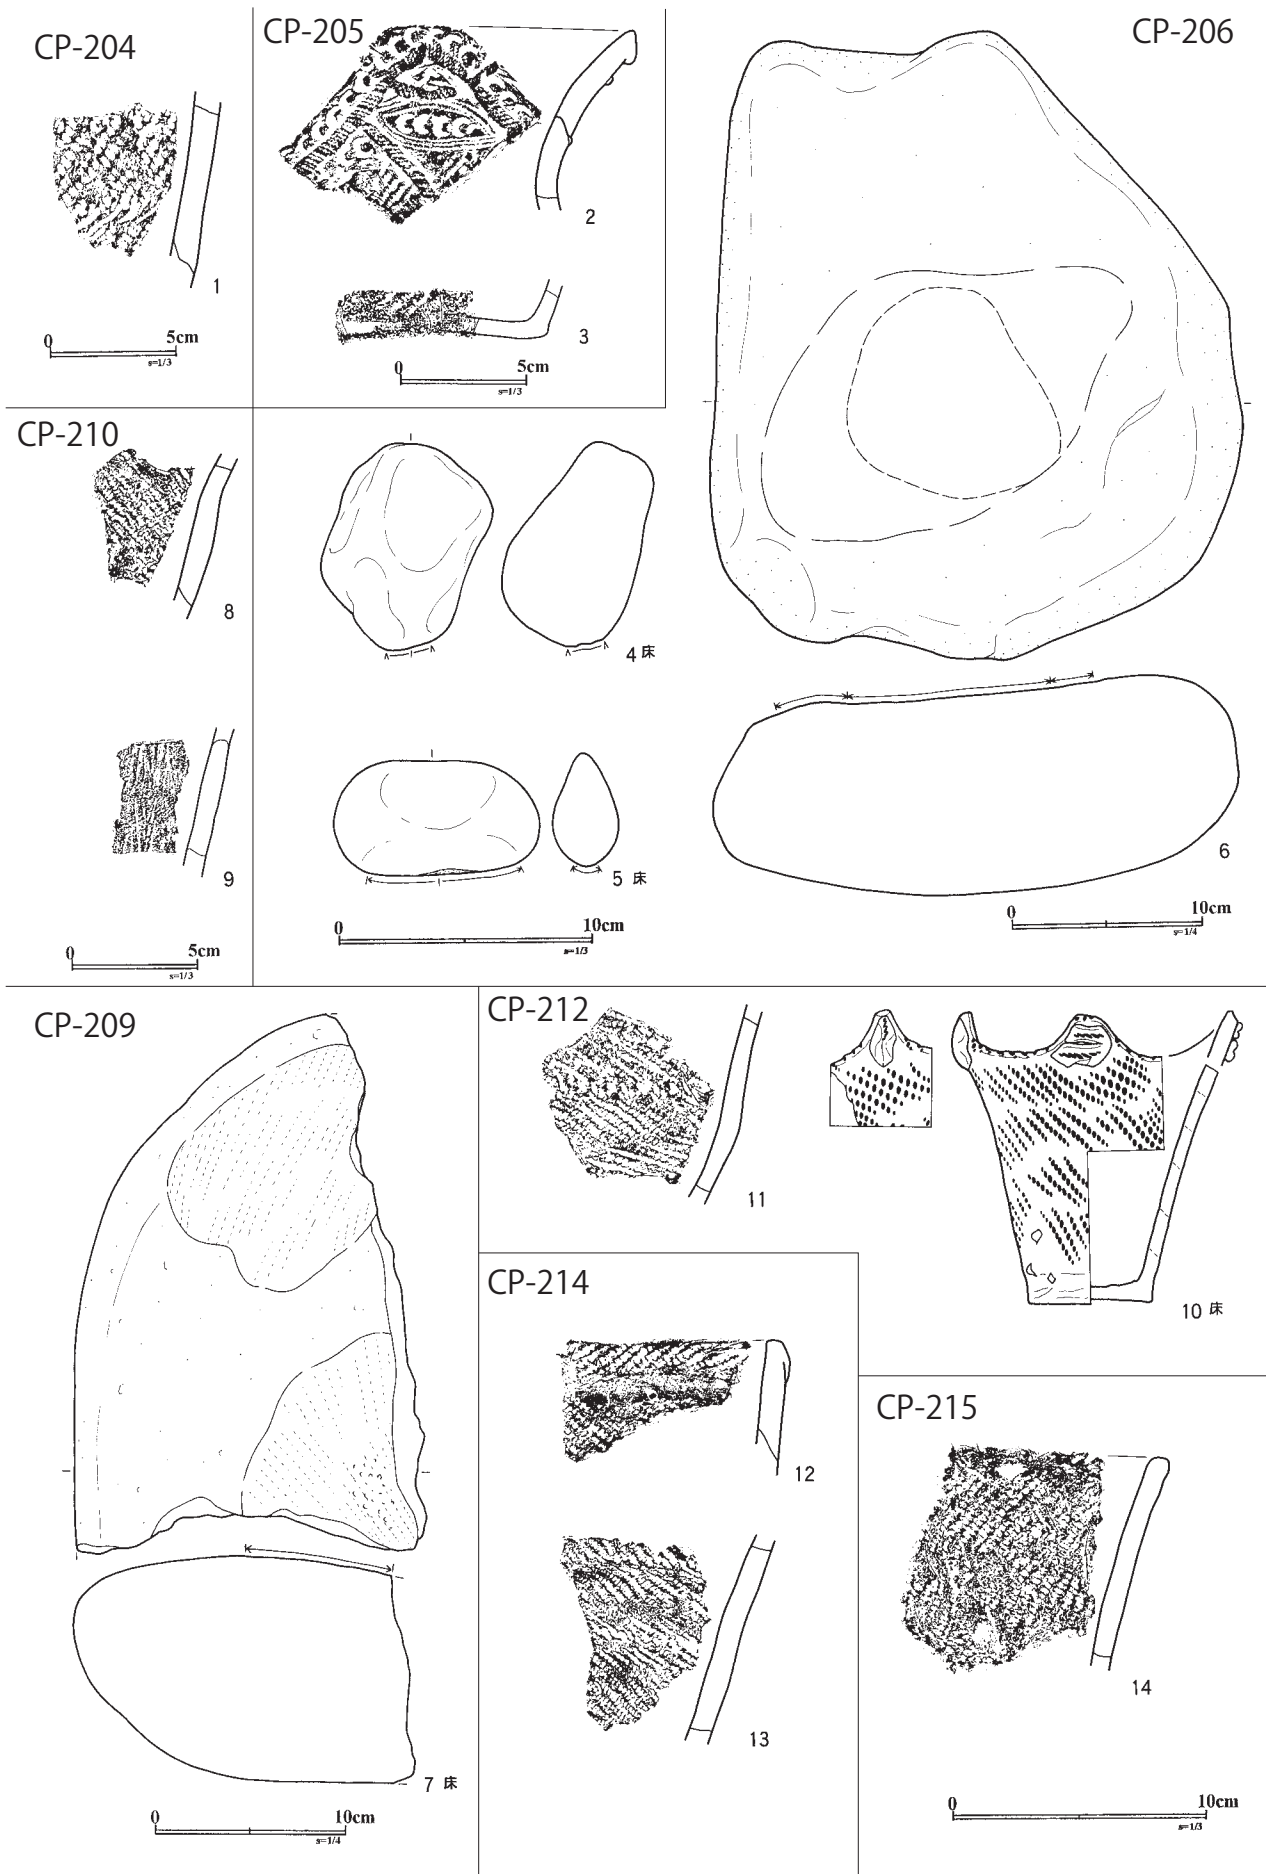 CP-204
1
0 5cm
s=1/3
CP-205
2
3
0 5cm
s=1/3
CP-206
4 床
5 床
0 10cm
s=1/3
6
0 10cm
s=1/4
CP-210
8
9
0 5cm
s=1/3
CP-209
7 床
0 10cm
s=1/4
CP-212
11
10 床
CP-214
12
13
CP-215
14
0 10cm
s=1/3